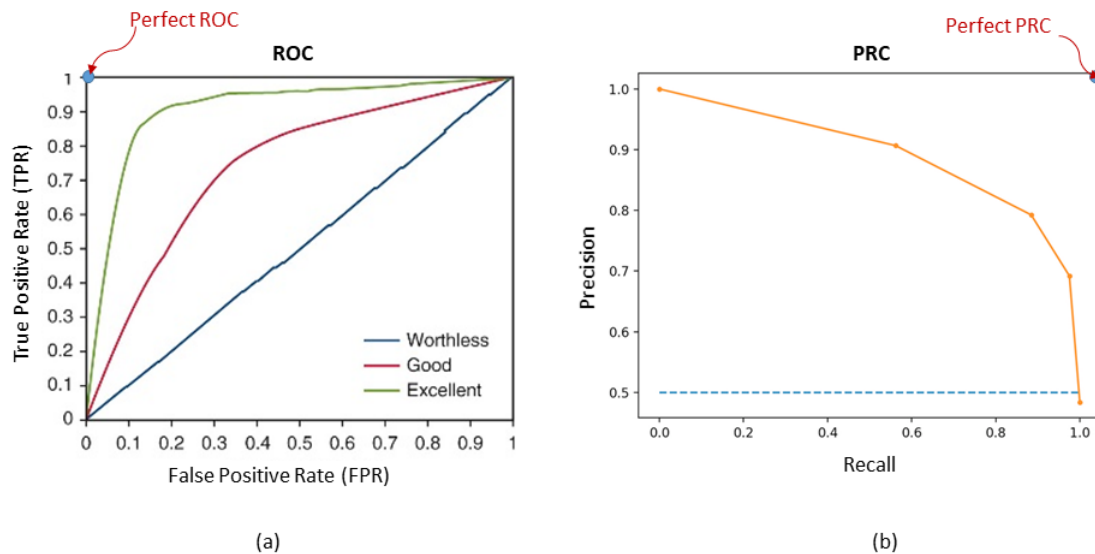 Perfect ROC
ROC
True Positive Rate (TPR)
1
0.9
0.8
0.7
0.6
0.5
0.4
0.3
0.2
0.1
0
Worthless
Good
Excellent
0 0.1 0.2 0.3 0.4 0.5 0.6 0.7 0.8 0.9 1
False Positive Rate (FPR)
(a)
Perfect PRC
PRC
Precision
1.0
0.9
0.8
0.7
0.6
0.5
0.0 0.2 0.4 0.6 0.8 1.0
Recall
(b)